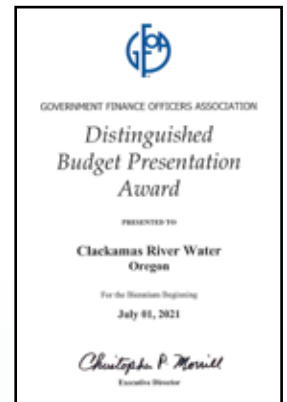 GFOA
GOVERNMENT FINANCE OFFICERS ASSOCIATION
Distinguished
Budget Presentation
Award
PRESENTED TO
Clackamas River Water
Oregon
For the Biennium Beginning
July 01, 2021
Christopher P. Morrill
Executive Director